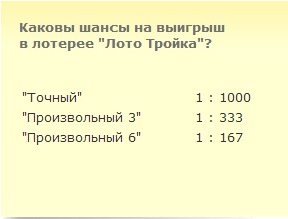 Каковы шансы на выигрыш
в лотерее "Лото Тройка"?
"Точный" 1 : 1000
"Произвольный 3" 1 : 333
"Произвольный 6" 1 : 167